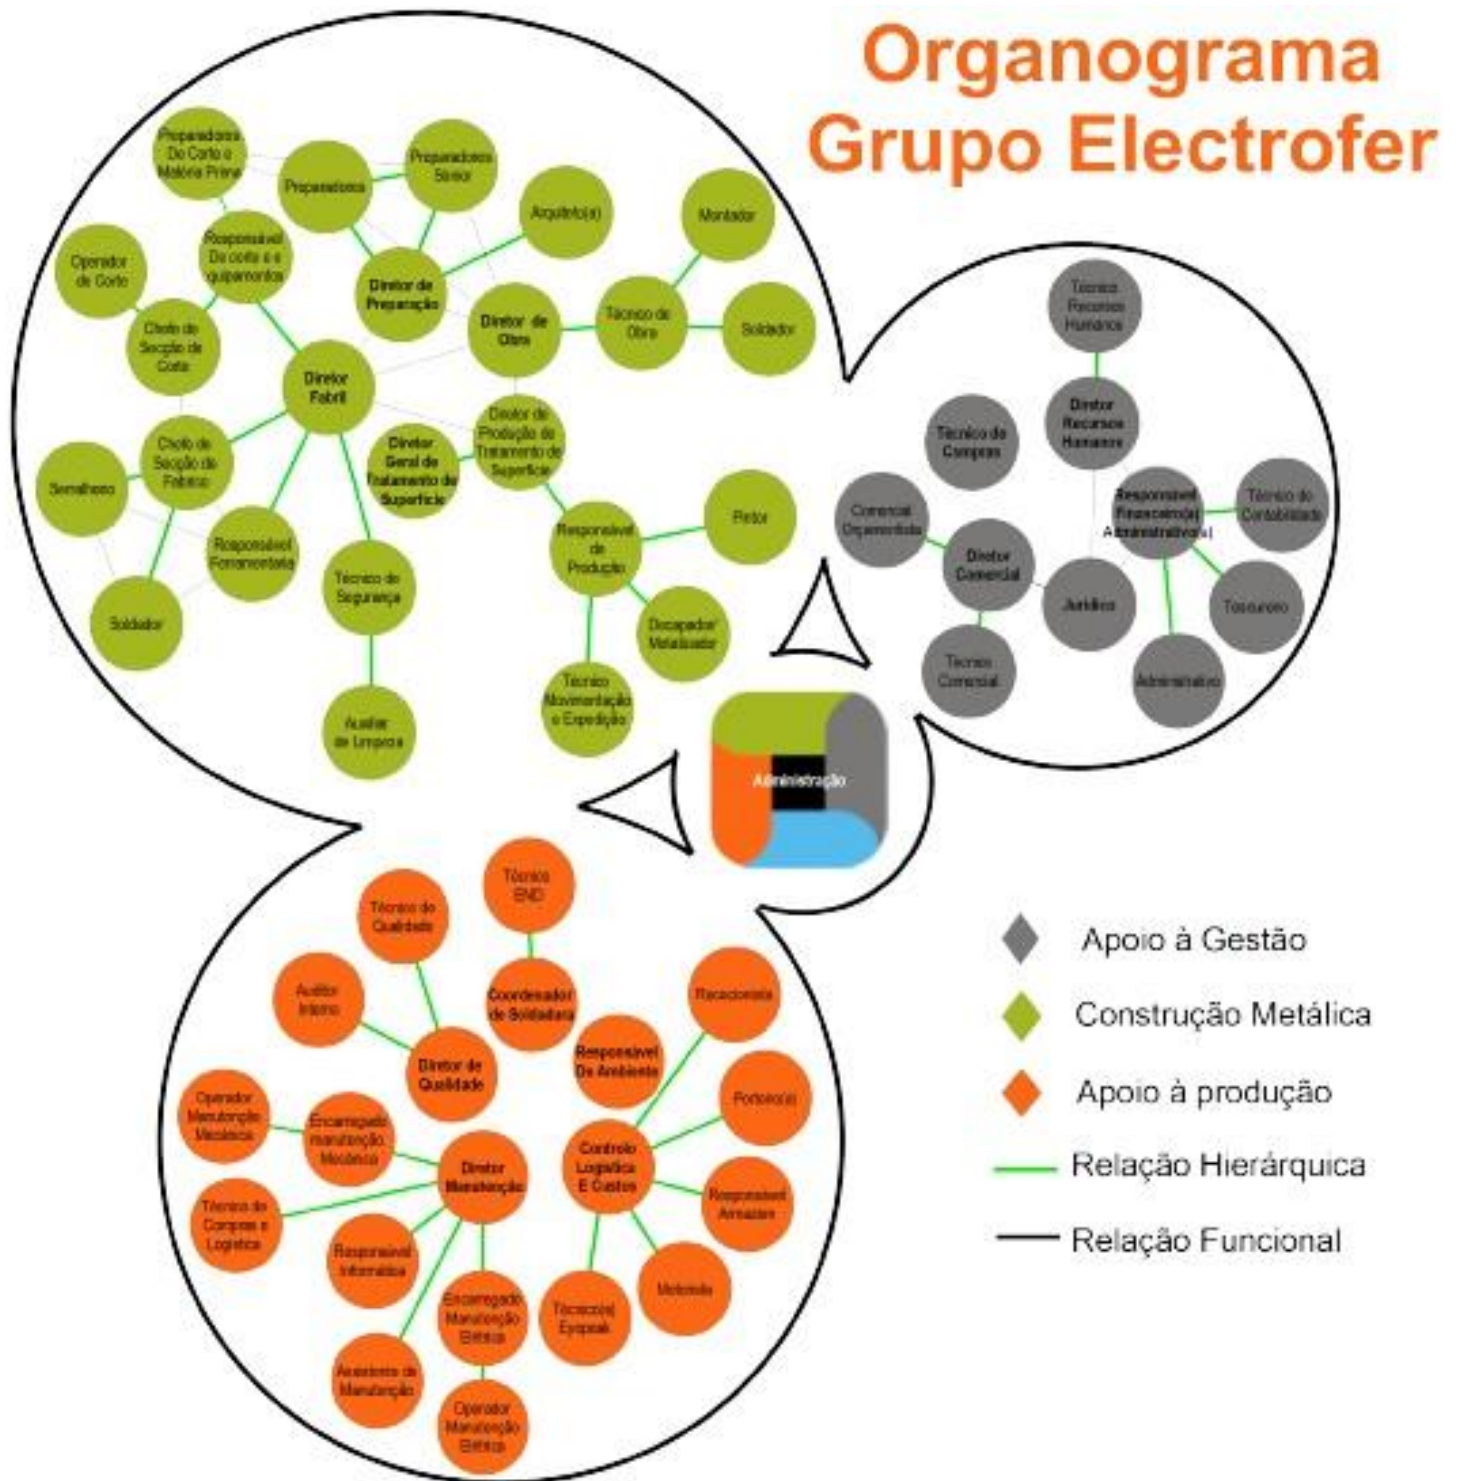 Organograma
Grupo Electrofer
Preparadores
De Corte e
Matéria Prima
Preparadores
Preparadores
Senior
Arquiteto(a)
Montador
Operador
de Corte
Responsável
De corte e e
quipamentos
Diretor de
Preparação
Chefe de
Secção de
Corte
Diretor de
Obra
Técnico de
Obra
Soldador
Diretor
Fabril
Chefe de
Secção de
Fabrico
Diretor
Geral de
Tratamento de
Superfície
Diretor de
Produção de
Tratamento de
Superfície
Serralheiro
Responsável
Ferramentaria
Soldador
Técnico de
Segurança
Responsável
de
Produção
Pintor
Decapador/
Metalizador
Técnico
Movimentação
e Expedição
Auxiliar
de Limpeza
Técnico
Recursos
Humanos
Diretor
Recursos
Humanos
Técnico de
Compras
Comercial
Orçamentista
Responsável
Financeiro(a)
Administrativo(a)
Técnico de
Contabilidade
Diretor
Comercial
Jurídico
Tesoureiro
Técnico
Comercial
Administrativo
Administração
Técnico
END
Técnico de
Qualidade
Auditor
Interno
Coordenador
de Soldadura
Rececionista
Diretor de
Qualidade
Responsável
De Ambiente
Operador
Manutenção
Mecânica
Encarregado
manutenção
Mecânica
Porteiro(a)
Diretor
Manutenção
Controlo
Logística
E Custos
Técnico de
Compras e
Logística
Responsável
Armazém
Responsável
Informática
Motorista
Encarregado
Manutenção
Elétrica
Técnico(a)
Eyepeak
Assistente de
Manutenção
Operador
Manutenção
Elétrica
Apoio à Gestão
Construção Metálica
Apoio à produção
Relação Hierárquica
Relação Funcional